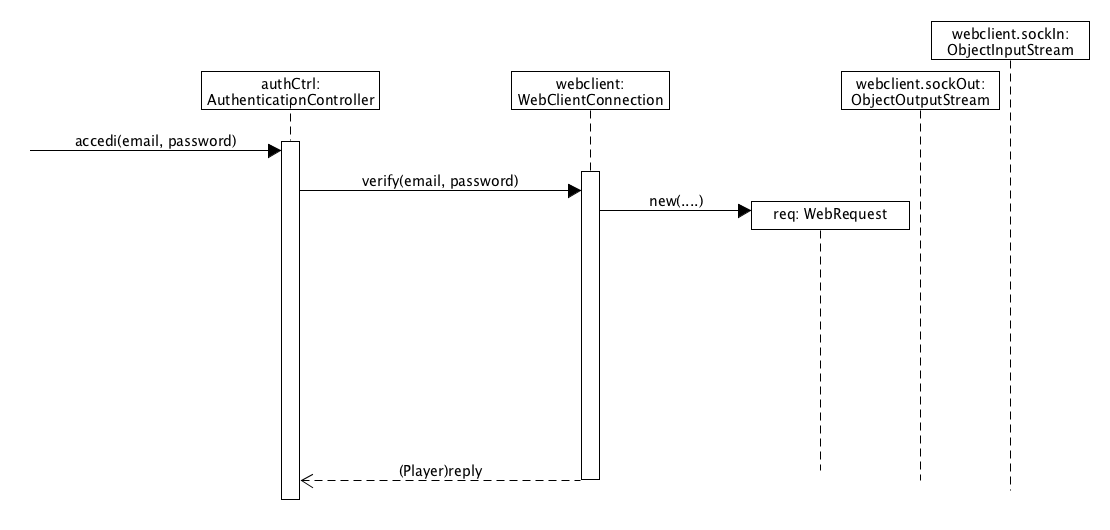 webclient.sockIn:
ObjectInputStream
authCtrl:
AuthenticationController
webclient:
WebClientConnection
webclient.sockOut:
ObjectOutputStream
accedi(email, password)
verify(email, password)
new(....)
req: WebRequest
(Player)reply